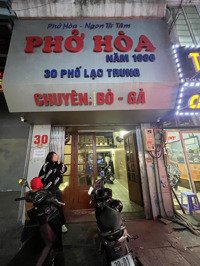 Phở Hòa - Ngon Từ Tâm
PHỞ HÒA
NĂM 1990
30 PHỐ LẠC TRUNG
CHUYÊN: BÒ - GÀ
30